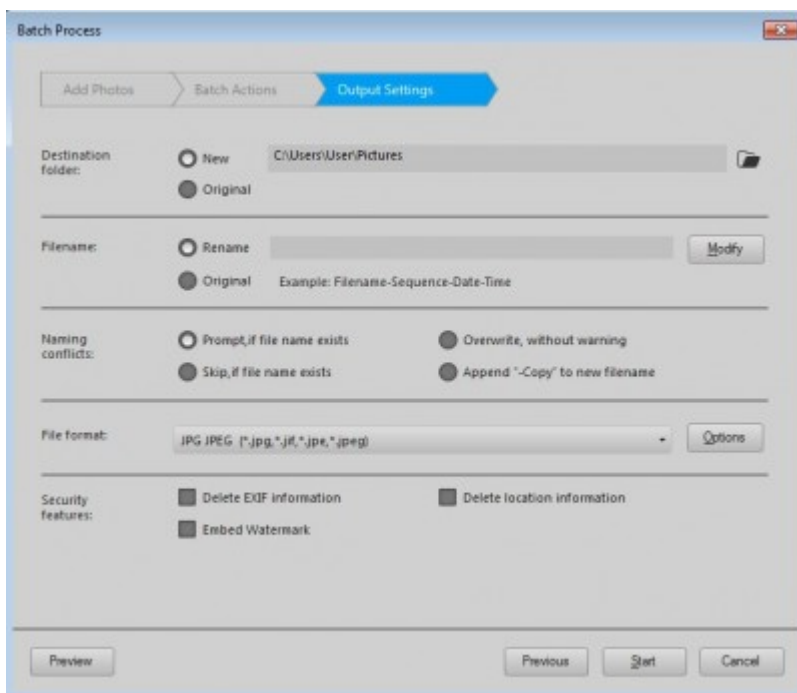 Batch Process
Add Photos Batch Actions Output Settings
Destination folder:
New C:\Users\User\Pictures
Original
Filename:
Rename Modify
Original Example: Filename-Sequence-Date-Time
Naming conflicts:
Prompt,if file name exists Overwrite, without warning
Skip,if file name exists Append "-Copy" to new filename
File format: JPG JPEG (*.jpg,*.jif,*.jpe,*.jpeg) Options
Security features:
Delete EXIF information Delete location information
Embed Watermark
Preview Previous Start Cancel